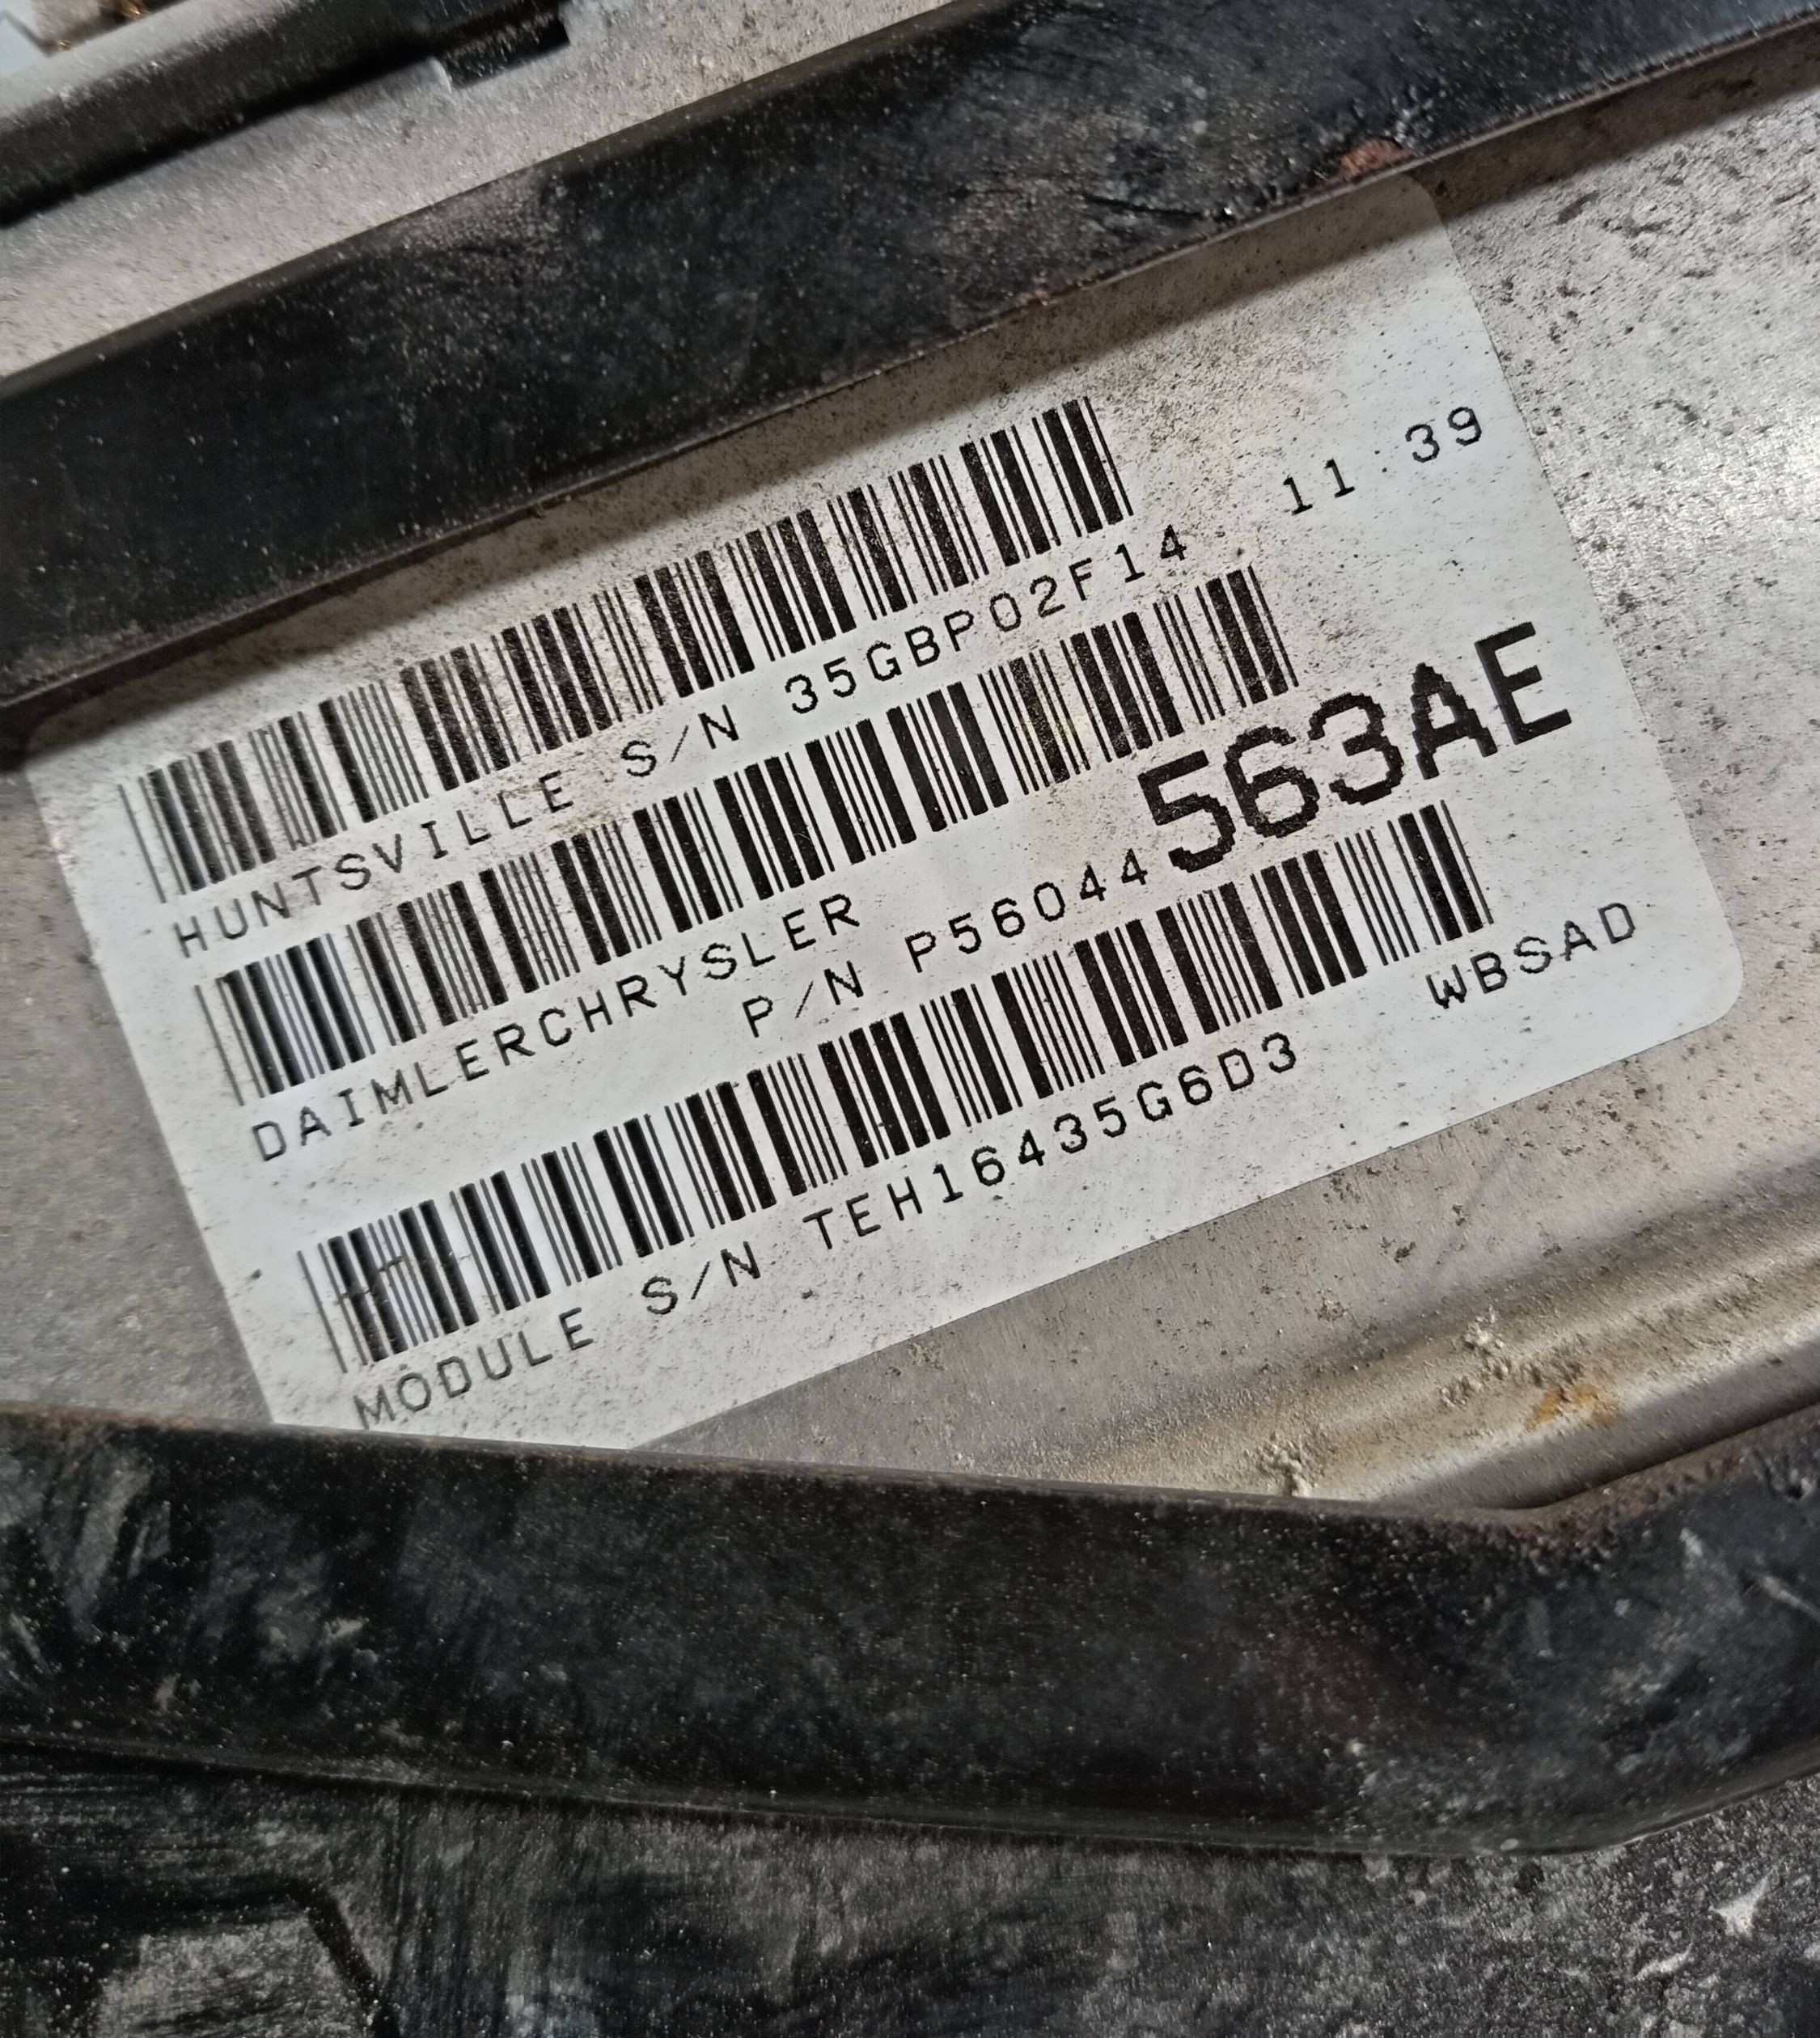 HUNTSVILLE S/N 35GBP02F14 11:39
DAIMLERCHRYSLER
P/N P56044563AE
MODULE S/N TEH16435G6D3 WBSAD